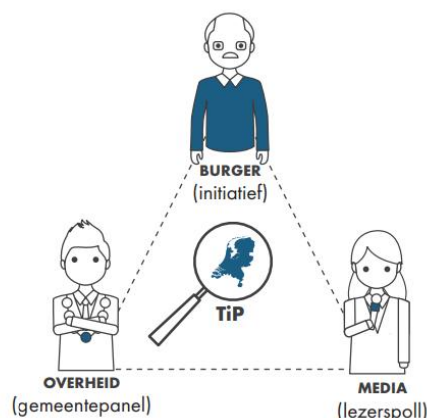 BURGER
(initiatief)
TiP
OVERHEID
(gemeentepanel)
MEDIA
(lezerspoll)